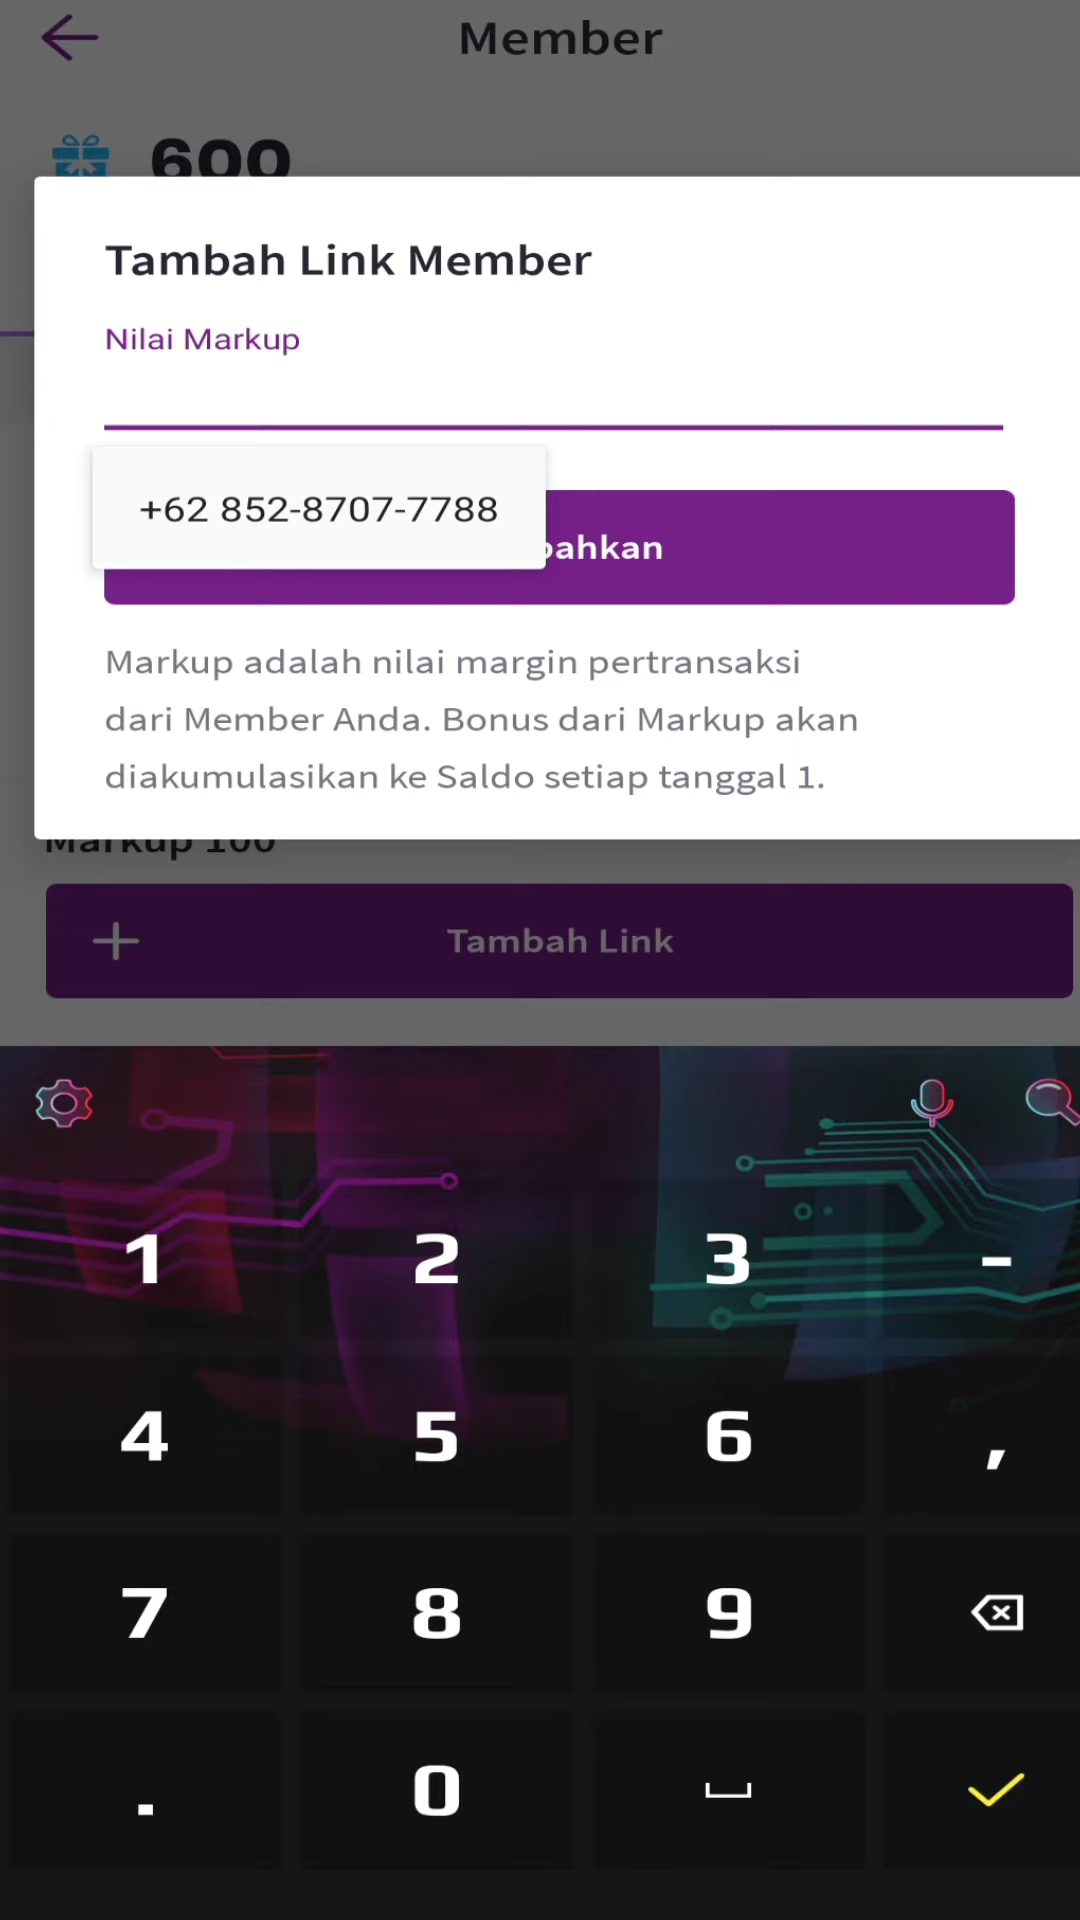 Member
600
Tambah Link Member
Nilai Markup
+62 852-8707-7788
bahkan
Markup adalah nilai margin pertransaksi
dari Member Anda. Bonus dari Markup akan
diakumulasikan ke Saldo setiap tanggal 1.
Markup 100
Tambah Link
1 2 3 -
4 5 6 ,
7 8 9
. 0